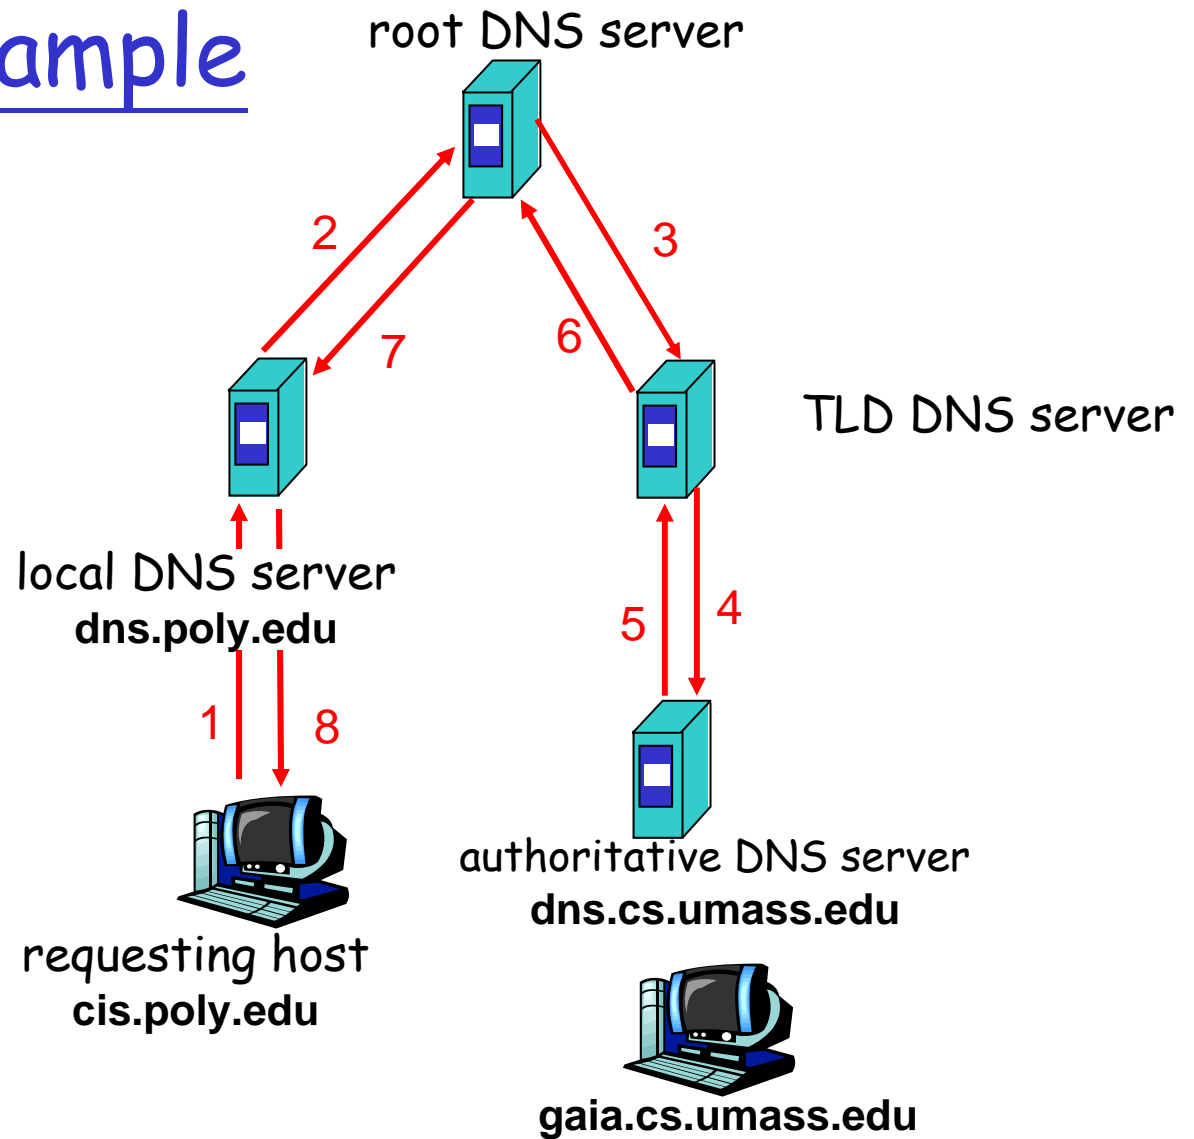 ample
root DNS server
2
3
7
6
TLD DNS server
local DNS server
dns.poly.edu
5
4
1
8
authoritative DNS server
dns.cs.umass.edu
requesting host
cis.poly.edu
gaia.cs.umass.edu